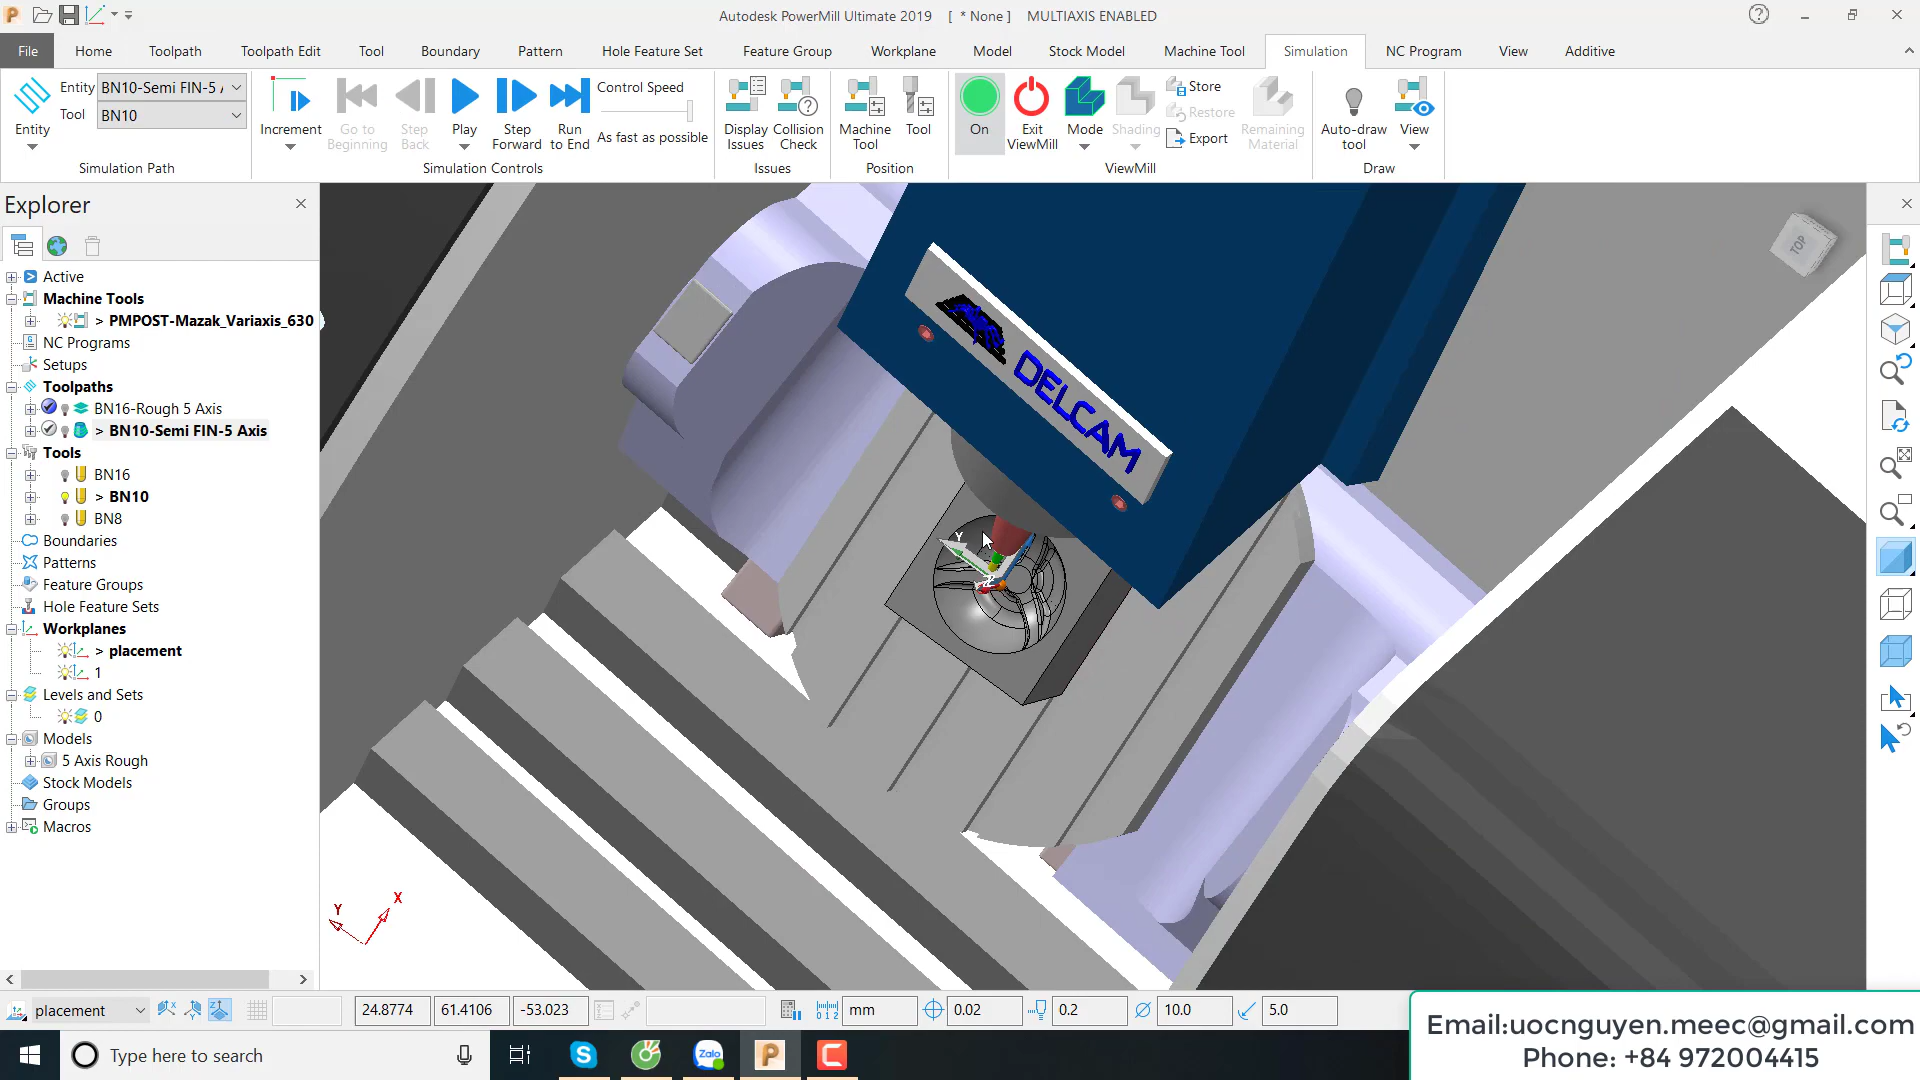 Autodesk PowerMill Ultimate 2019 [ * None ] MULTIAXIS ENABLED
File Home Toolpath Toolpath Edit Tool Boundary Pattern Hole Feature Set Feature Group Workplane Model Stock Model Machine Tool Simulation NC Program View Additive
Entity BN10-Semi FIN-5 /
Tool BN10
Entity
Simulation Path
Increment
Go to Beginning
Step Back
Play
Step Forward
Run to End
Control Speed
As fast as possible
Simulation Controls
Display Issues
Collision Check
Issues
Machine Tool
Tool
Position
On
Exit ViewMill
Mode
Shading
Store
Restore
Export
Remaining Material
ViewMill
Auto-draw tool
View
Draw
Explorer
Active
Machine Tools
> PMPOST-Mazak_Variaxis_630
NC Programs
Setups
Toolpaths
BN16-Rough 5 Axis
> BN10-Semi FIN-5 Axis
Tools
BN16
> BN10
BN8
Boundaries
Patterns
Feature Groups
Hole Feature Sets
Workplanes
> placement
1
Levels and Sets
0
Models
5 Axis Rough
Stock Models
Groups
Macros
DELCAM
TOP
Y
Z
Y X
placement 24.8774 61.4106 -53.023 mm 0.02 0.2 10.0 5.0
Type here to search
Zalo
Email:uocnguyen.meec@gmail.com
Phone: +84 972004415